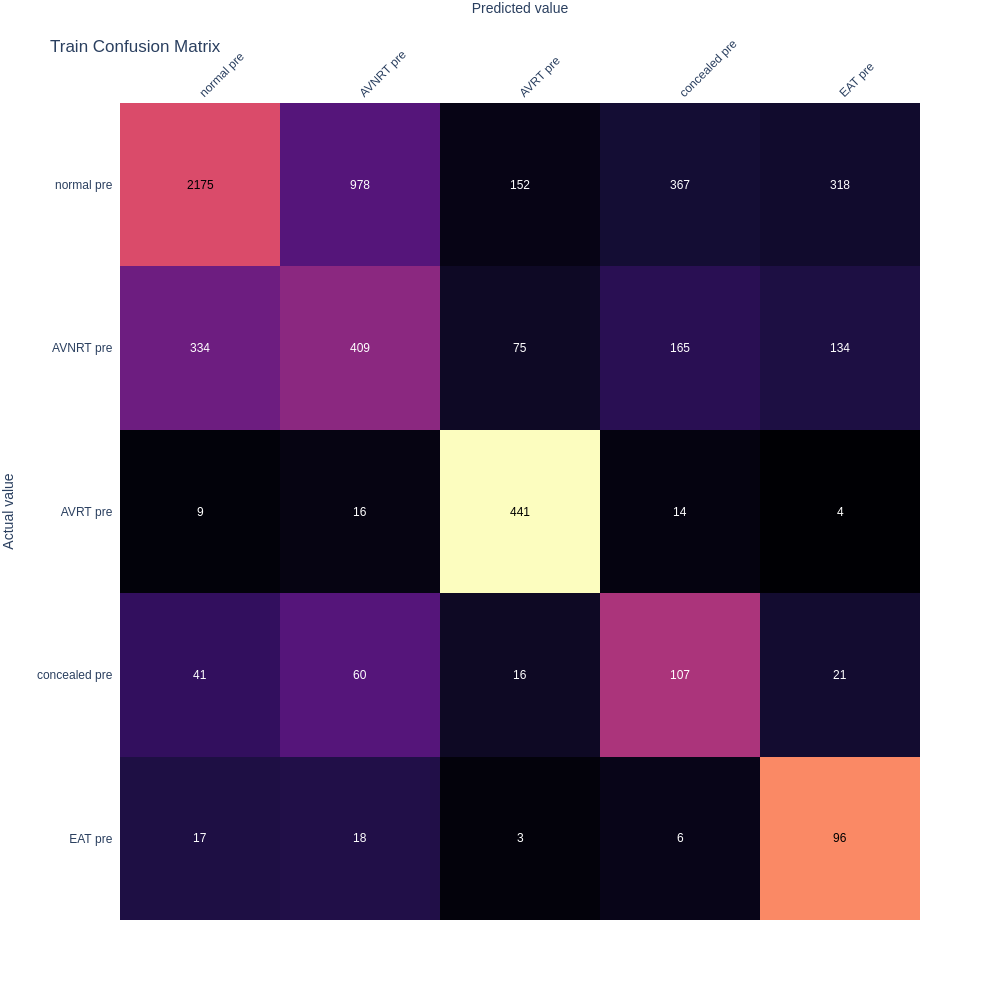 Predicted value
Train Confusion Matrix
normal pre AVNRT pre AVRT pre concealed pre EAT pre
normal pre 2175 978 152 367 318
AVNRT pre 334 409 75 165 134
Actual value
AVRT pre 9 16 441 14 4
concealed pre 41 60 16 107 21
EAT pre 17 18 3 6 96